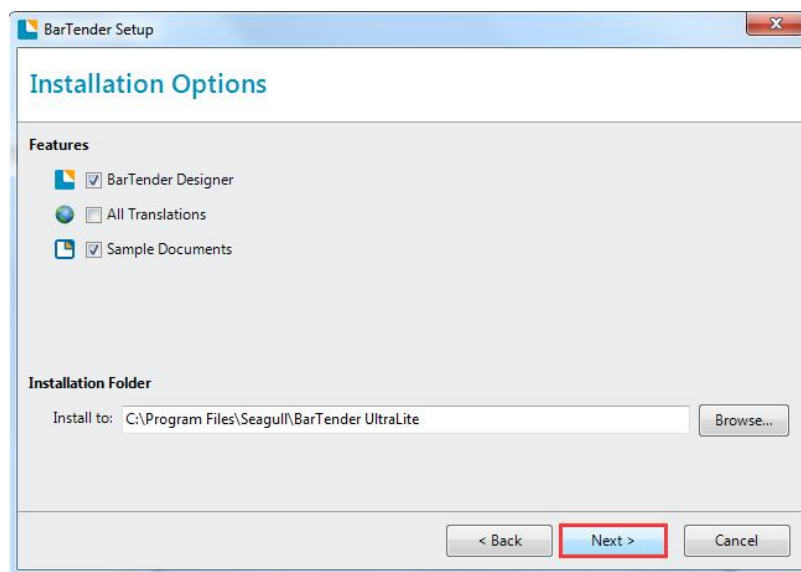 BarTender Setup
Installation Options
Features
BarTender Designer
All Translations
Sample Documents
Installation Folder
Install to: C:\Program Files\Seagull\BarTender UltraLite Browse...
< Back Next > Cancel